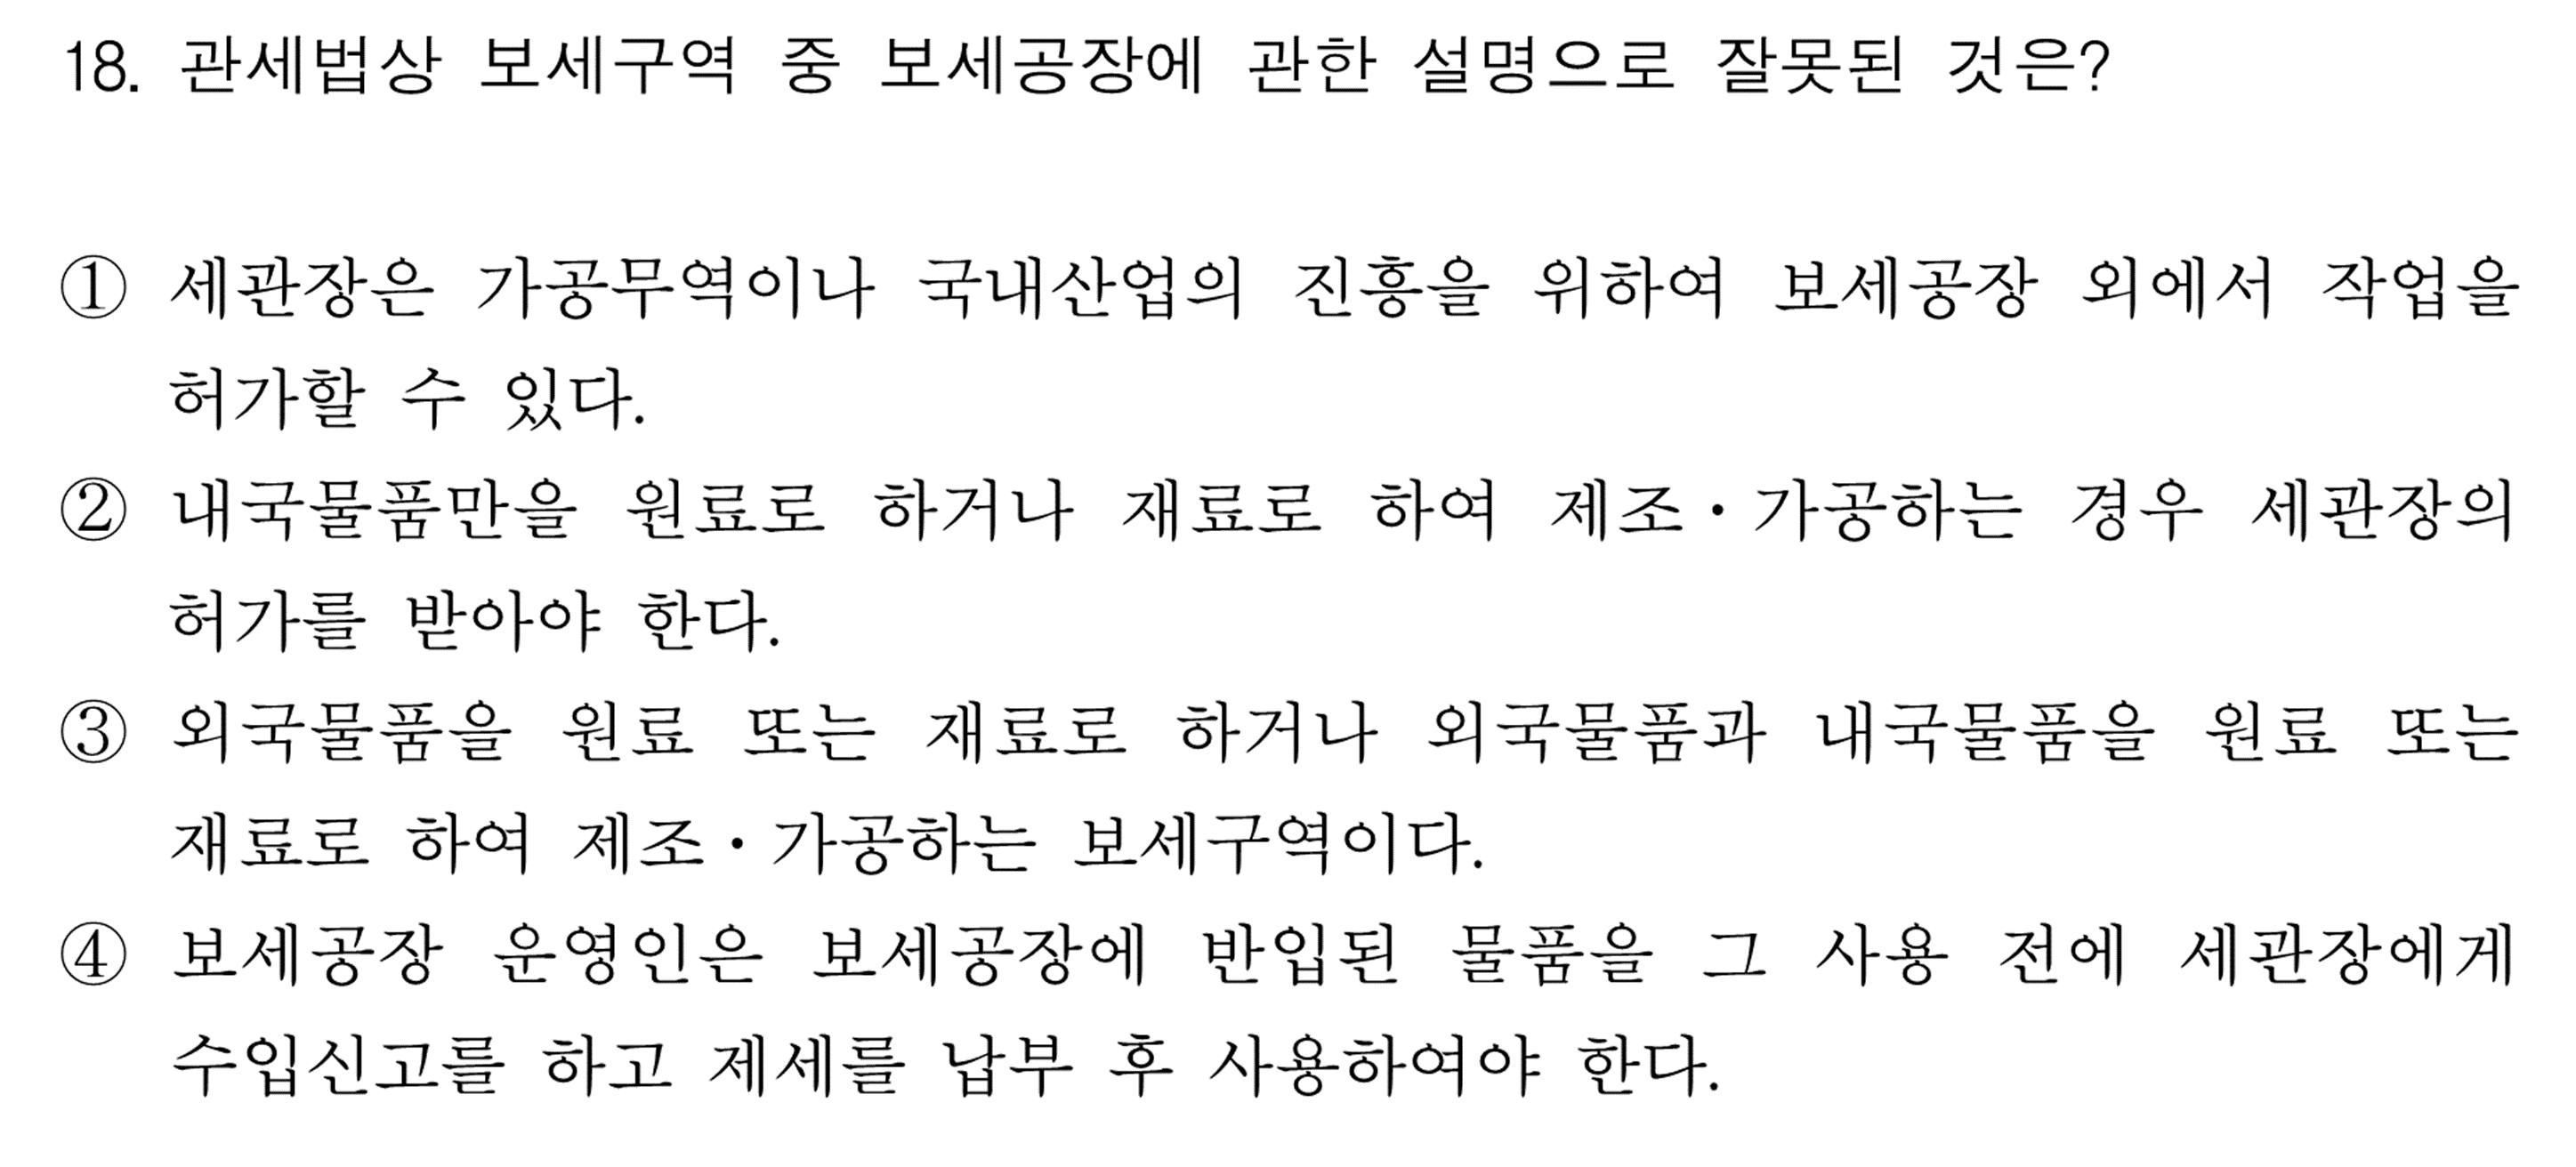 18. 관세법상 보세구역 중 보세공장에 관한 설명으로 잘못된 것은?
① 세관장은 가공무역이나 국내산업의 진흥을 위하여 보세공장 외에서 작업을
허가할 수 있다.
② 내국물품만을 원료로 하거나 재료로 하여 제조·가공하는 경우 세관장의
허가를 받아야 한다.
③ 외국물품을 원료 또는 재료로 하거나 외국물품과 내국물품을 원료 또는
재료로 하여 제조·가공하는 보세구역이다.
④ 보세공장 운영인은 보세공장에 반입된 물품을 그 사용 전에 세관장에게
수입신고를 하고 제세를 납부 후 사용하여야 한다.